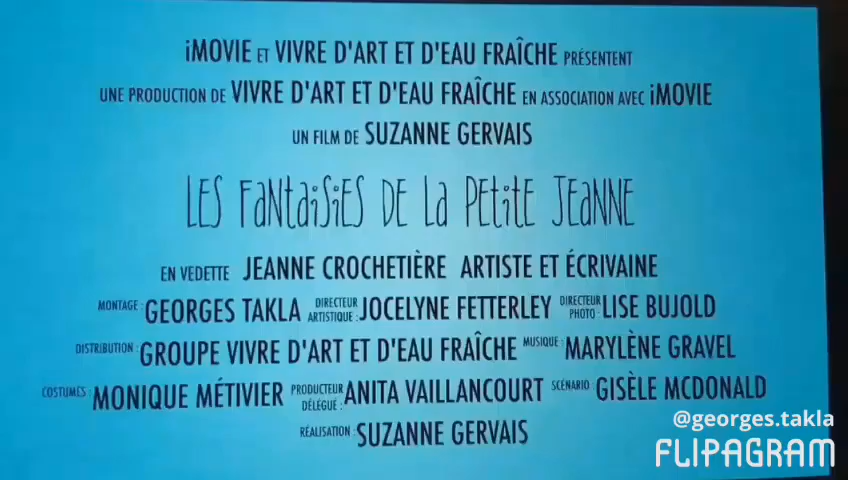 iMOVIE ET VIVRE D'ART ET D'EAU FRAÎCHE PRÉSENTENT
UNE PRODUCTION DE VIVRE D'ART ET D'EAU FRAÎCHE EN ASSOCIATION AVEC iMOVIE
UN FILM DE SUZANNE GERVAIS
LES FaNtaiSiES DE La PEtitE JEaNNE
EN VEDETTE JEANNE CROCHETIÈRE ARTISTE ET ÉCRIVAINE
MONTAGE : GEORGES TAKLA DIRECTEUR ARTISTIQUE : JOCELYNE FETTERLEY DIRECTEUR PHOTO : LISE BUJOLD
DISTRIBUTION : GROUPE VIVRE D'ART ET D'EAU FRAÎCHE MUSIQUE : MARYLÈNE GRAVEL
COSTUMES : MONIQUE MÉTIVIER PRODUCTEUR DÉLÉGUÉ : ANITA VAILLANCOURT SCÉNARIO : GISÈLE MCDONALD
RÉALISATION : SUZANNE GERVAIS
@georges.takla
FLIPAGRAM